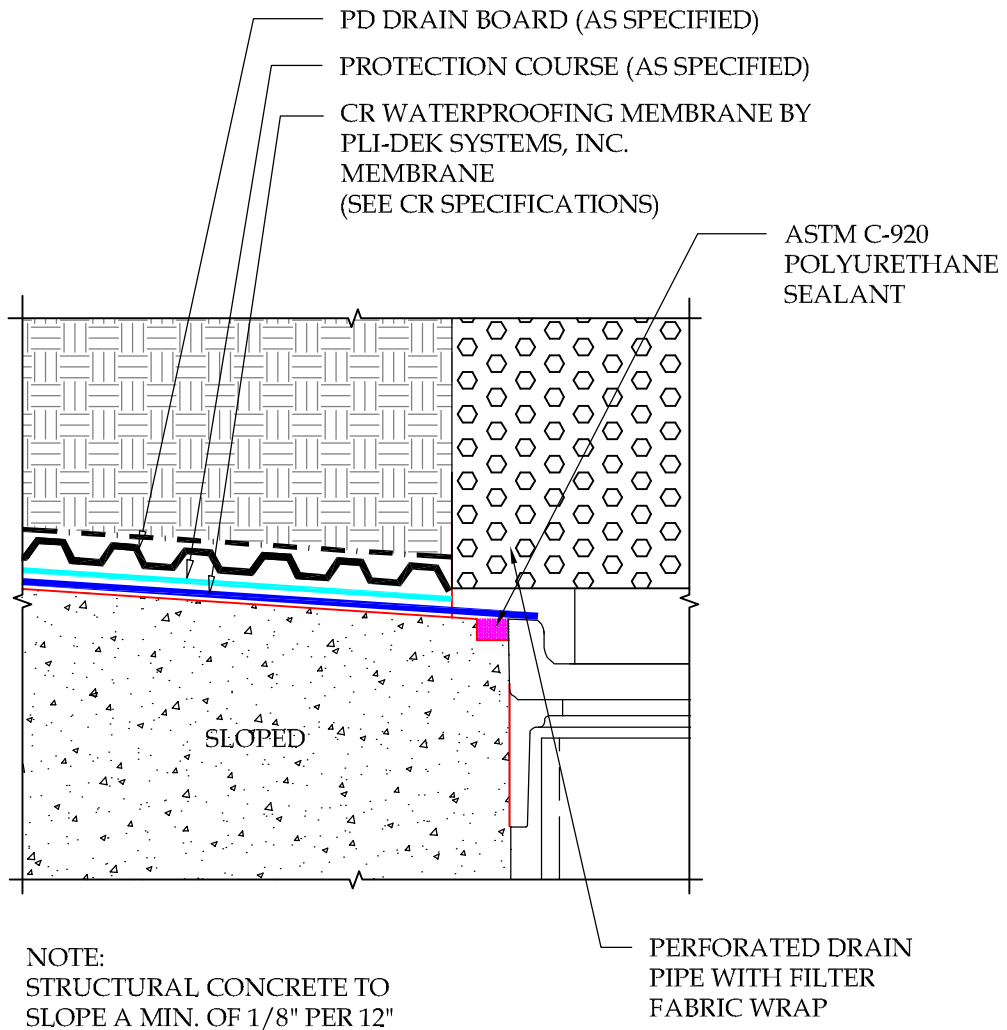 PD DRAIN BOARD (AS SPECIFIED)
PROTECTION COURSE (AS SPECIFIED)
CR WATERPROOFING MEMBRANE BY
PLI-DEK SYSTEMS, INC.
MEMBRANE
(SEE CR SPECIFICATIONS)
ASTM C-920
POLYURETHANE
SEALANT
SLOPED
PERFORATED DRAIN
PIPE WITH FILTER
FABRIC WRAP
NOTE:
STRUCTURAL CONCRETE TO
SLOPE A MIN. OF 1/8" PER 12"